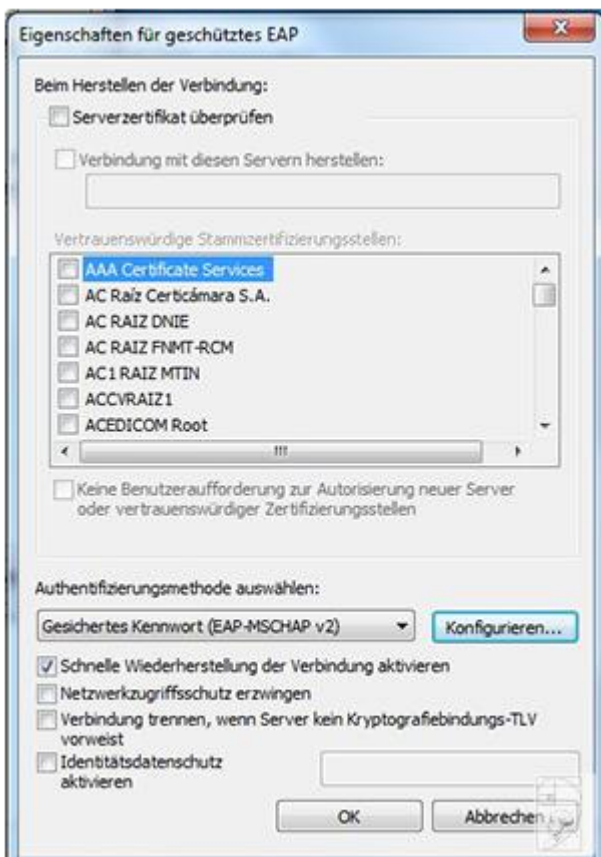 Eigenschaften für geschütztes EAP
Beim Herstellen der Verbindung:
Serverzertifikat überprüfen
Verbindung mit diesen Servern herstellen:
Vertrauenswürdige Stammzertifizierungsstellen:
AAA Certificate Services
AC Raíz Certicámara S.A.
AC RAIZ DNIE
AC RAIZ FNMT-RCM
AC1 RAIZ MTIN
ACCVRAIZ1
ACEDICOM Root
Keine Benutzeraufforderung zur Autorisierung neuer Server
oder vertrauenswürdiger Zertifizierungsstellen
Authentifizierungsmethode auswählen:
Gesichertes Kennwort (EAP-MSCHAP v2)
Konfigurieren...
Schnelle Wiederherstellung der Verbindung aktivieren
Netzwerkzugriffsschutz erzwingen
Verbindung trennen, wenn Server kein Kryptografiebindungs-TLV
vorweist
Identitätsdatenschutz
aktivieren
OK
Abbrechen